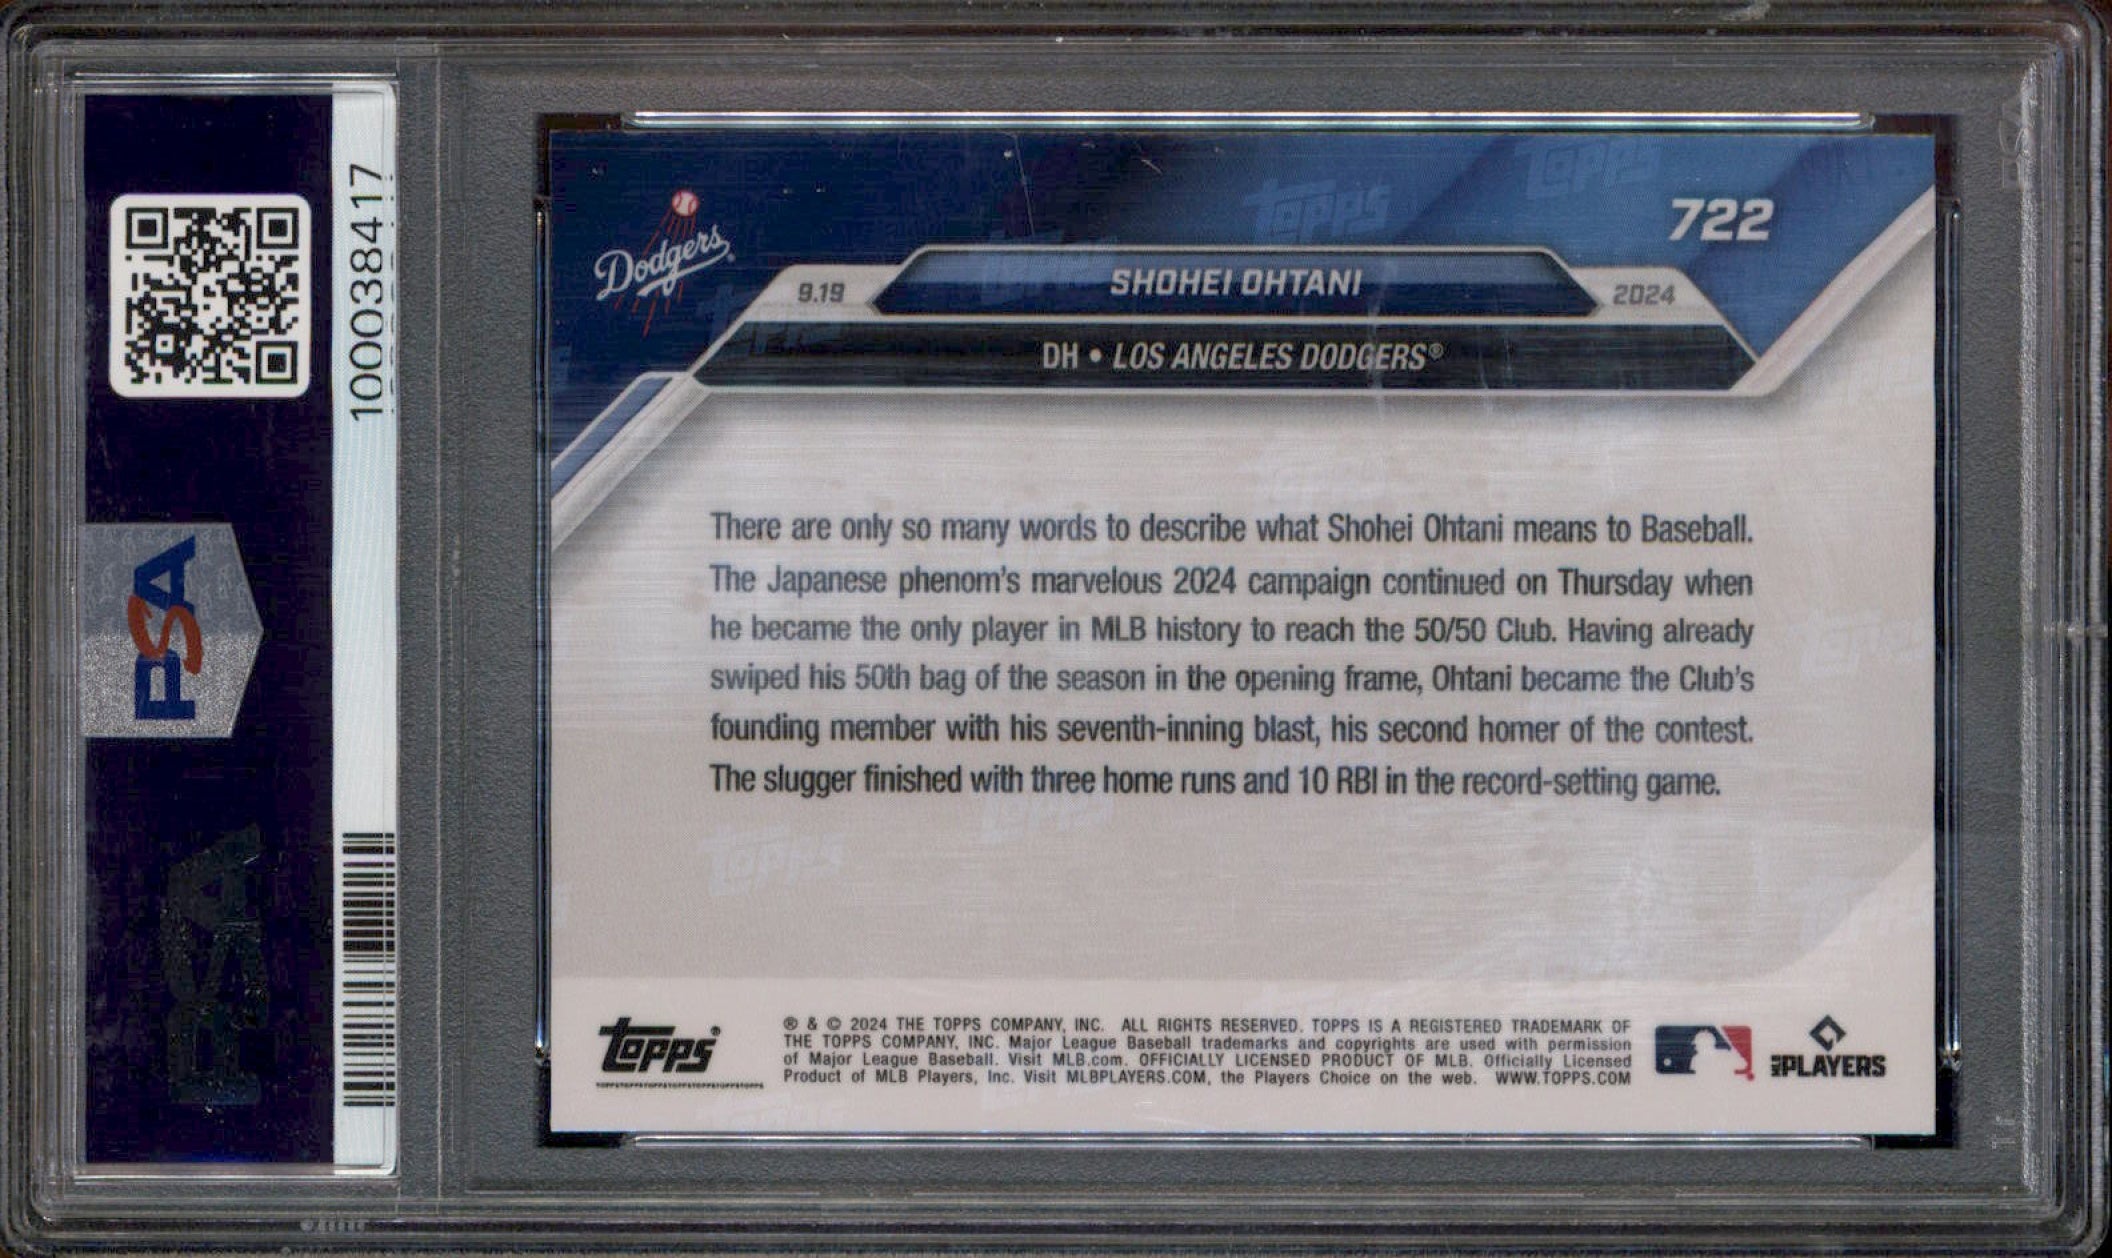 100038417
PSA
Dodgers
722
9.19
SHOHEI OHTANI
2024
DH • LOS ANGELES DODGERS®
There are only so many words to describe what Shohei Ohtani means to Baseball.
The Japanese phenom's marvelous 2024 campaign continued on Thursday when
he became the only player in MLB history to reach the 50/50 Club. Having already
swiped his 50th bag of the season in the opening frame, Ohtani became the Club's
founding member with his seventh-inning blast, his second homer of the contest.
The slugger finished with three home runs and 10 RBI in the record-setting game.
Topps®
® & © 2024 THE TOPPS COMPANY, INC. ALL RIGHTS RESERVED. TOPPS IS A REGISTERED TRADEMARK OF
THE TOPPS COMPANY, INC. Major League Baseball trademarks and copyrights are used with permission
of Major League Baseball. Visit MLB.com. OFFICIALLY LICENSED PRODUCT OF MLB. Officially Licensed
Product of MLB Players, Inc. Visit MLBPLAYERS.COM, the Players Choice on the web. WWW.TOPPS.COM
MLB PLAYERS